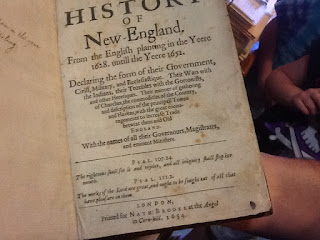 HISTORY
OF
New-England,
From the English planting in the Yeere
1628. untill the Yeere 1652.
Declaring the form of their Government,
Civill, Military, and Ecclesiastique. Their Wars with
the Indians, their Troubles with the Gortonists,
and other Heretiques. Their manner of gathering
of Churches, the commodities of the Country,
and description of the principall Towns
and Havens, with the great encou-
ragements to increase Trade
betwixt them and Old
ENGLAND.
With the names of all their Governours, Magistrates,
and eminent Ministers.
PSAL. 107.24.
The righteous shall see it and rejoice, and all iniquity shall stop her
mouth.
PSAL. 111.2.
The works of the Lord are great, and ought to be sought out of all that
have pleasure in them.
LONDON,
Printed for NATH: BROOKE at the Angel
in Corn-hill. 1654.